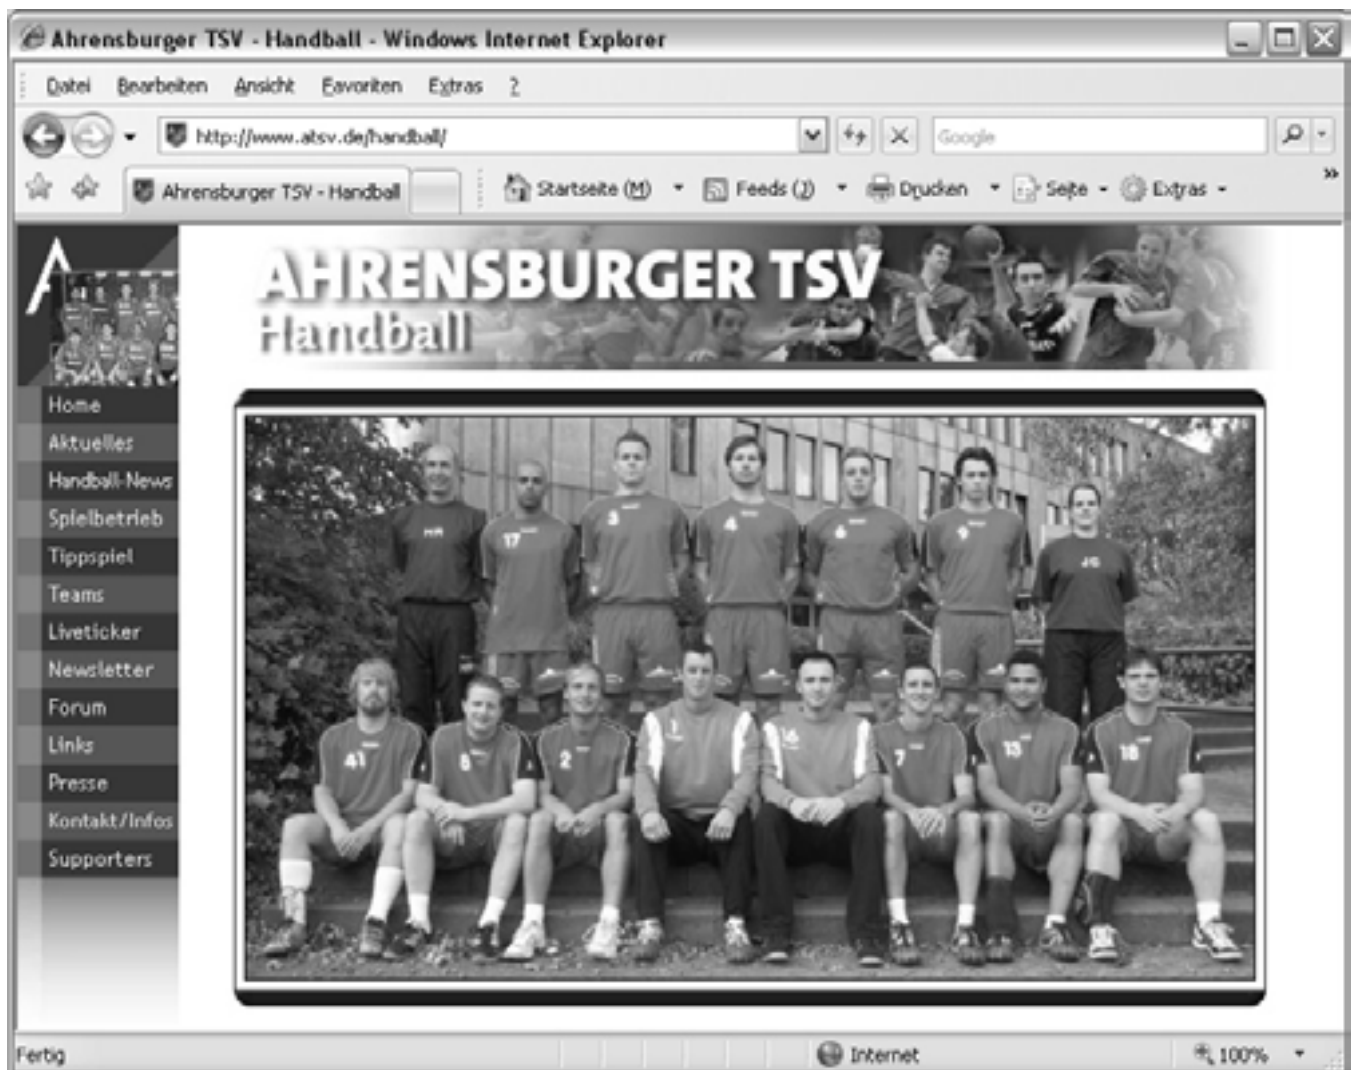 Ahrensburger TSV - Handball - Windows Internet Explorer
Datei Bearbeiten Ansicht Favoriten Extras ?
http://www.atsv.de/handball/ Google
Ahrensburger TSV - Handball Startseite (M) Feeds (J) Drucken Seite Extras »
AHRENSBURGER TSV
Handball
Home
Aktuelles
Handball-News
Spielbetrieb
Tippspiel
Teams
Liveticker
Newsletter
Forum
Links
Presse
Kontakt/Infos
Supporters
17 3 4 6 9 JG
41 8 2 1 16 7 13 18
Fertig Internet 100%